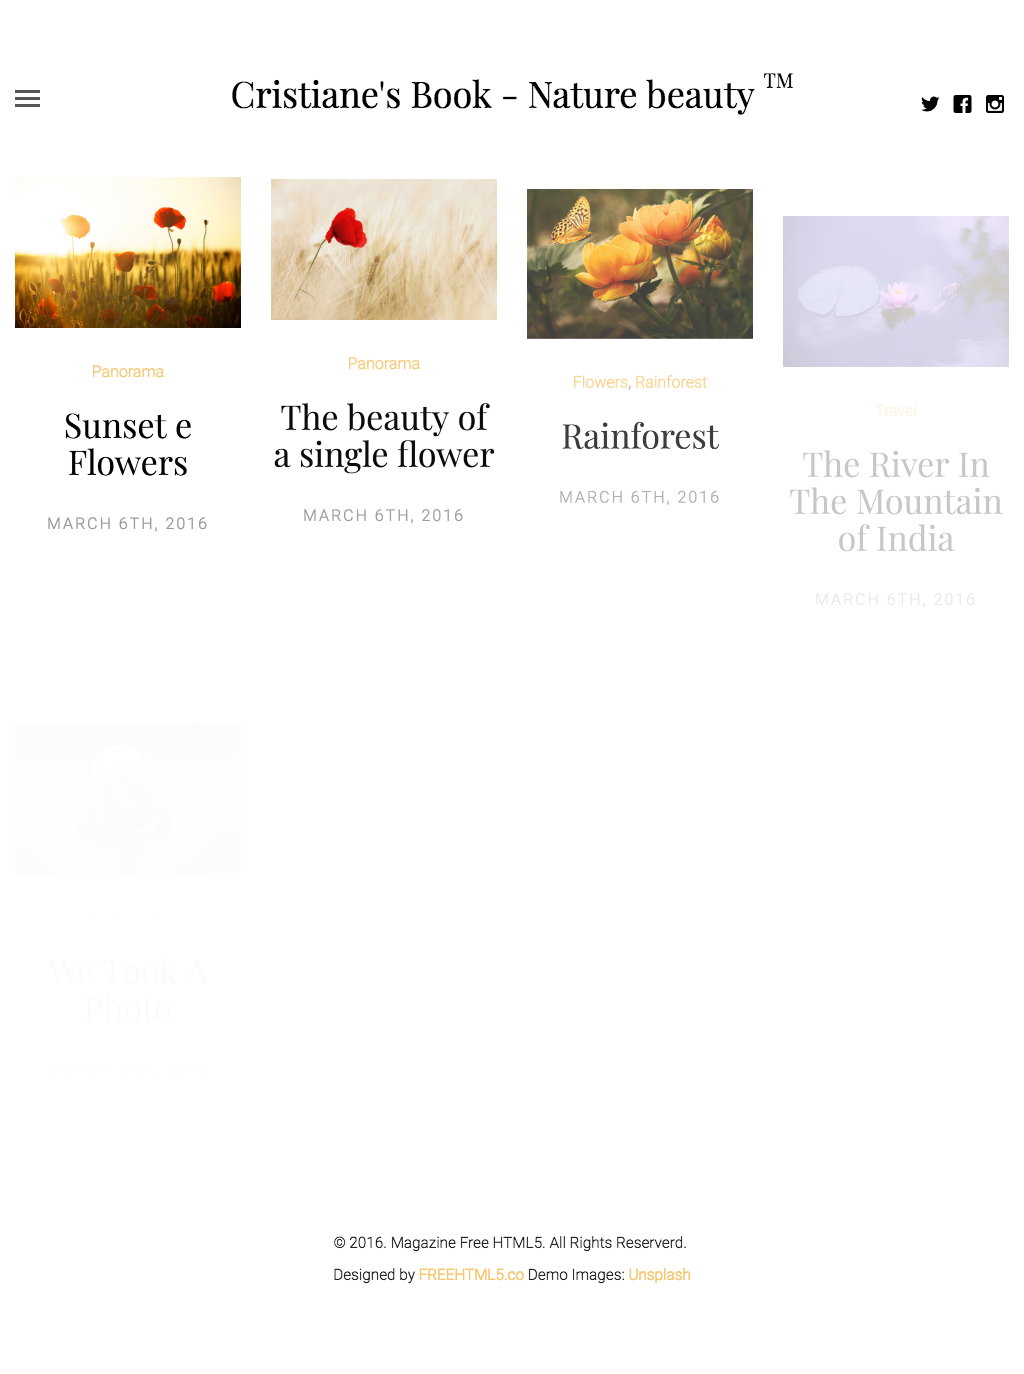 Cristiane's Book - Nature beauty ™
Panorama
Sunset e
Flowers
MARCH 6TH, 2016
Panorama
The beauty of
a single flower
MARCH 6TH, 2016
Flowers, Rainforest
Rainforest
MARCH 6TH, 2016
Travel
The River In
The Mountain
of India
MARCH 6TH, 2016
We Took A
Photo
© 2016. Magazine Free HTML5. All Rights Reserverd.
Designed by FREEHTML5.co Demo Images: Unsplash